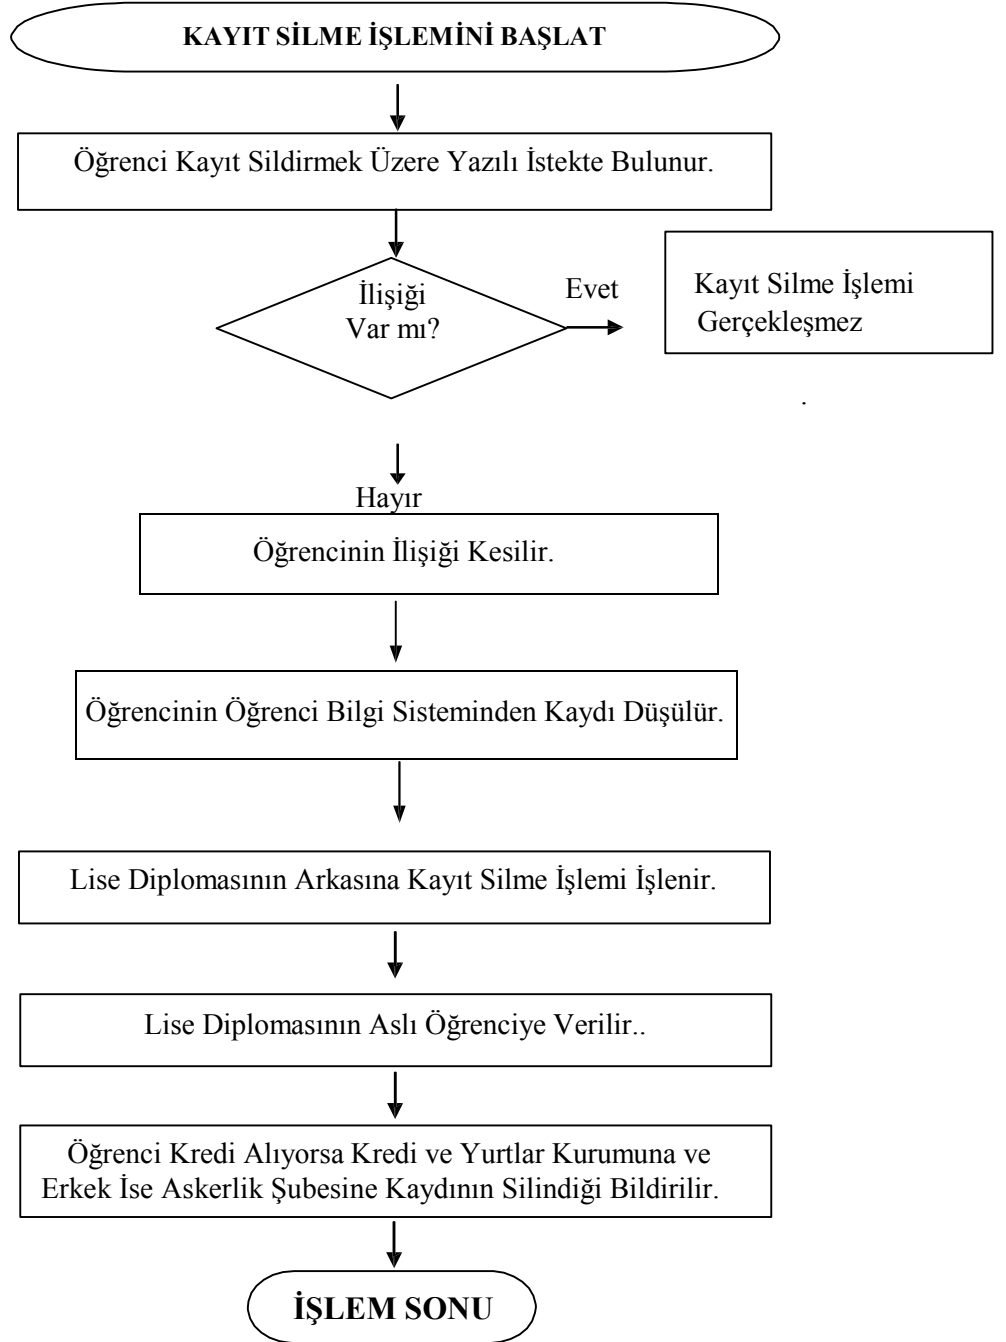 KAYIT SİLME İŞLEMİNİ BAŞLAT
Öğrenci Kayıt Sildirmek Üzere Yazılı İstekte Bulunur.
İlişiği
Var mı?
Evet
Kayıt Silme İşlemi
Gerçekleşmez
.
Hayır
Öğrencinin İlişiği Kesilir.
Öğrencinin Öğrenci Bilgi Sisteminden Kaydı Düşülür.
Lise Diplomasının Arkasına Kayıt Silme İşlemi İşlenir.
Lise Diplomasının Aslı Öğrenciye Verilir..
Öğrenci Kredi Alıyorsa Kredi ve Yurtlar Kurumuna ve
Erkek İse Askerlik Şubesine Kaydının Silindiği Bildirilir.
İŞLEM SONU